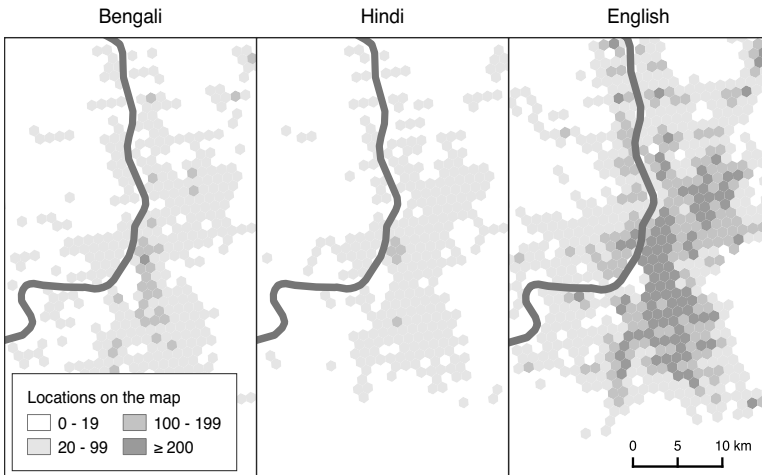 Bengali
Hindi
English
Locations on the map
0 - 19
100 - 199
20 - 99
≥ 200
0 5 10 km